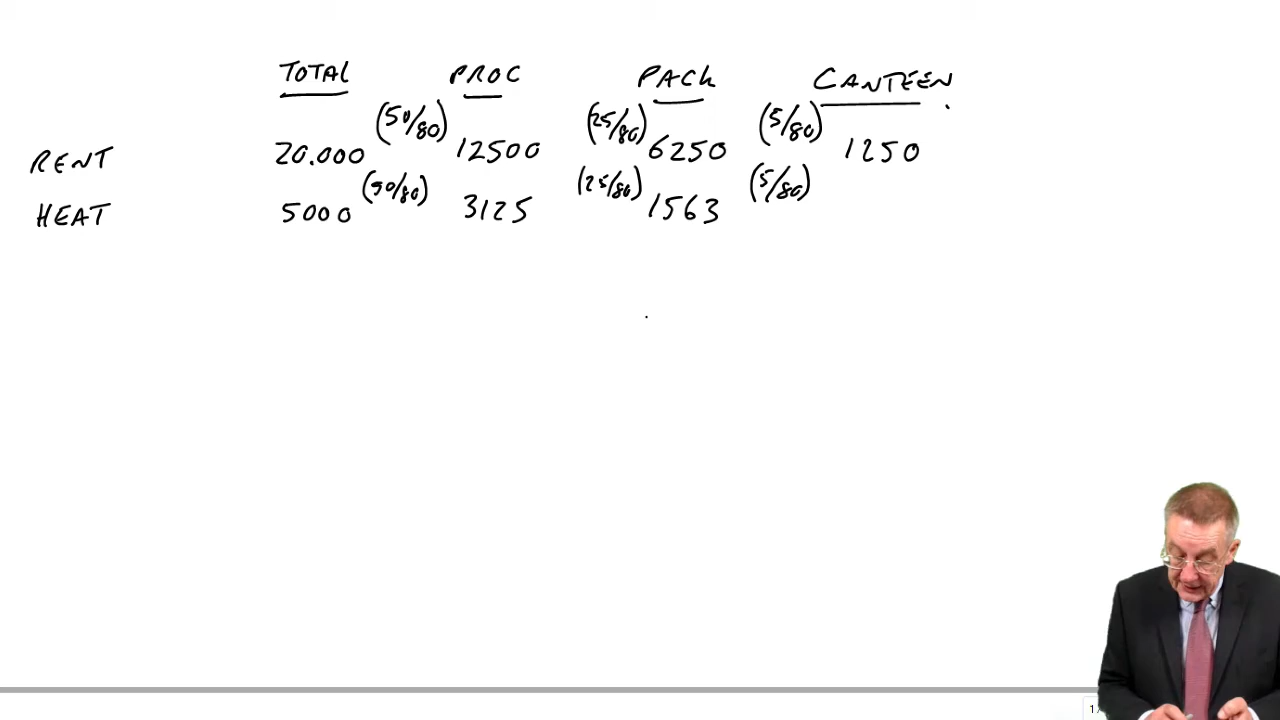 TOTAL PROC PACK CANTEEN
(50/80) (25/80) (5/80)
RENT 20.000 12500 6250 1250
(50/80) (25/80) (5/80)
HEAT 5000 3125 1563